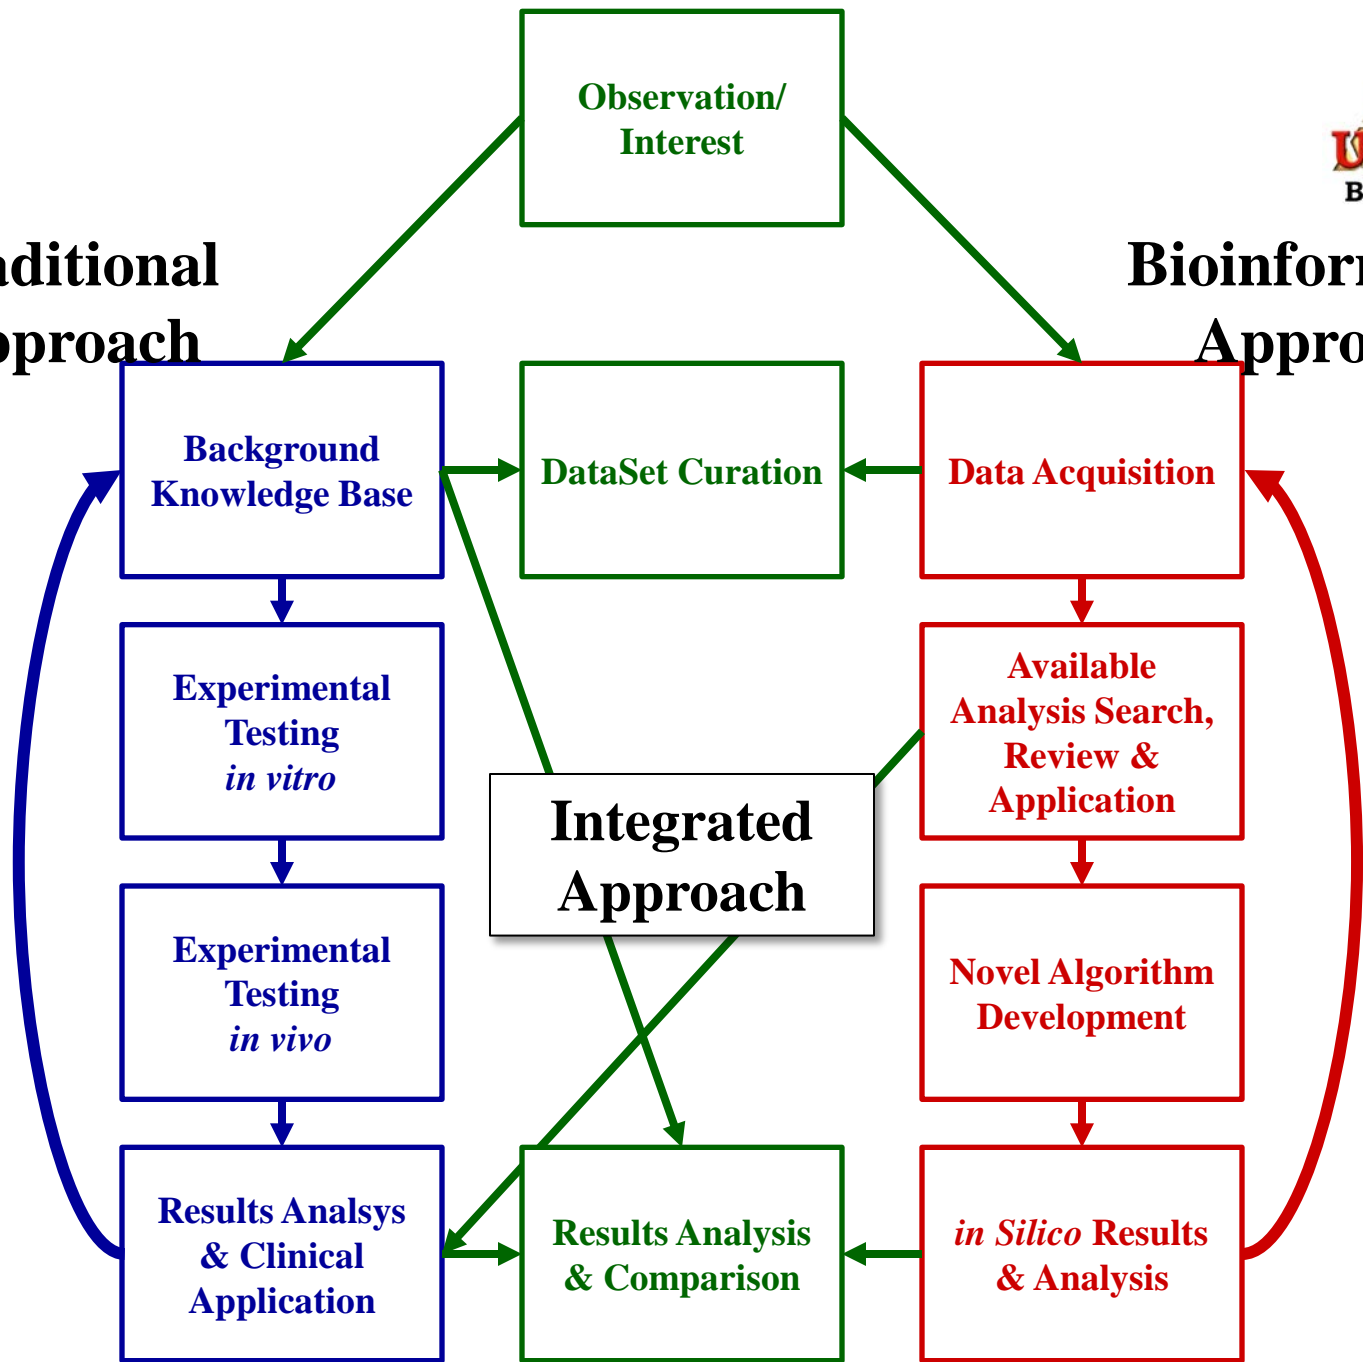 Observation/
Interest
aditional
pproach
Bioinfor
Appro
Background
Knowledge Base
DataSet Curation
Data Acquisition
Experimental
Testing
in vitro
Available
Analysis Search,
Review &
Application
Integrated
Approach
Experimental
Testing
in vivo
Novel Algorithm
Development
Results Analsys
& Clinical
Application
Results Analysis
& Comparison
in Silico Results
& Analysis